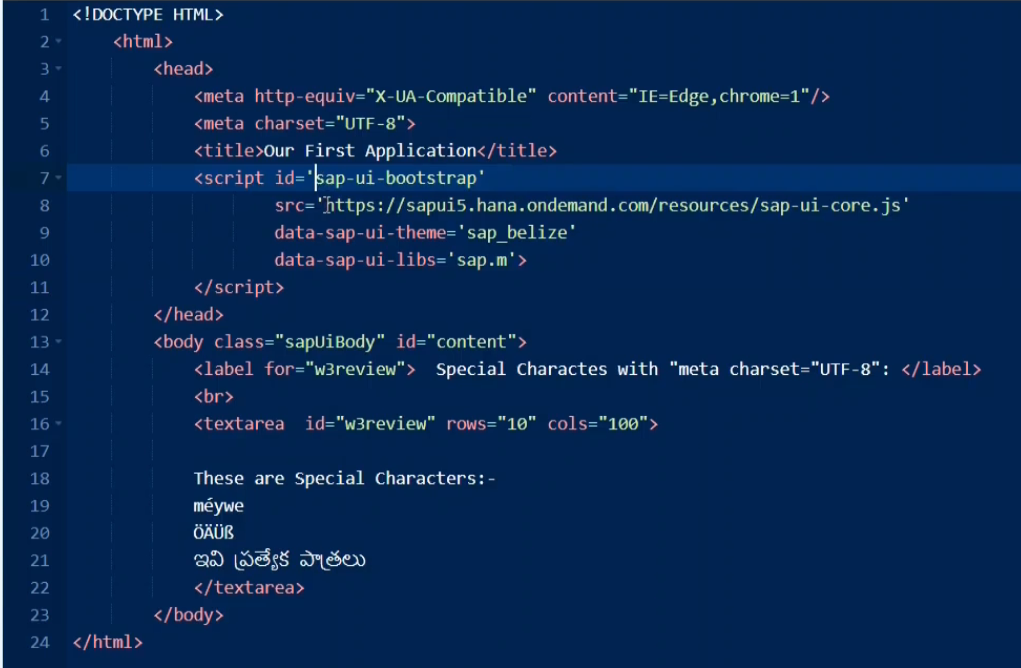 1 <!DOCTYPE HTML>
2 <html>
3 <head>
4 <meta http-equiv="X-UA-Compatible" content="IE=Edge,chrome=1"/>
5 <meta charset="UTF-8">
6 <title>Our First Application</title>
7 <script id='sap-ui-bootstrap'
8 src='https://sapui5.hana.ondemand.com/resources/sap-ui-core.js'
9 data-sap-ui-theme='sap_belize'
10 data-sap-ui-libs='sap.m'>
11 </script>
12 </head>
13 <body class="sapUiBody" id="content">
14 <label for="w3review">  Special Charactes with "meta charset="UTF-8": </label>
15 <br>
16 <textarea  id="w3review" rows="10" cols="100">
17
18 These are Special Characters:-
19 méywe
20 ÖÄÜß
21 ఇవి ప్రత్యేక పాత్రలు
22 </textarea>
23 </body>
24 </html>